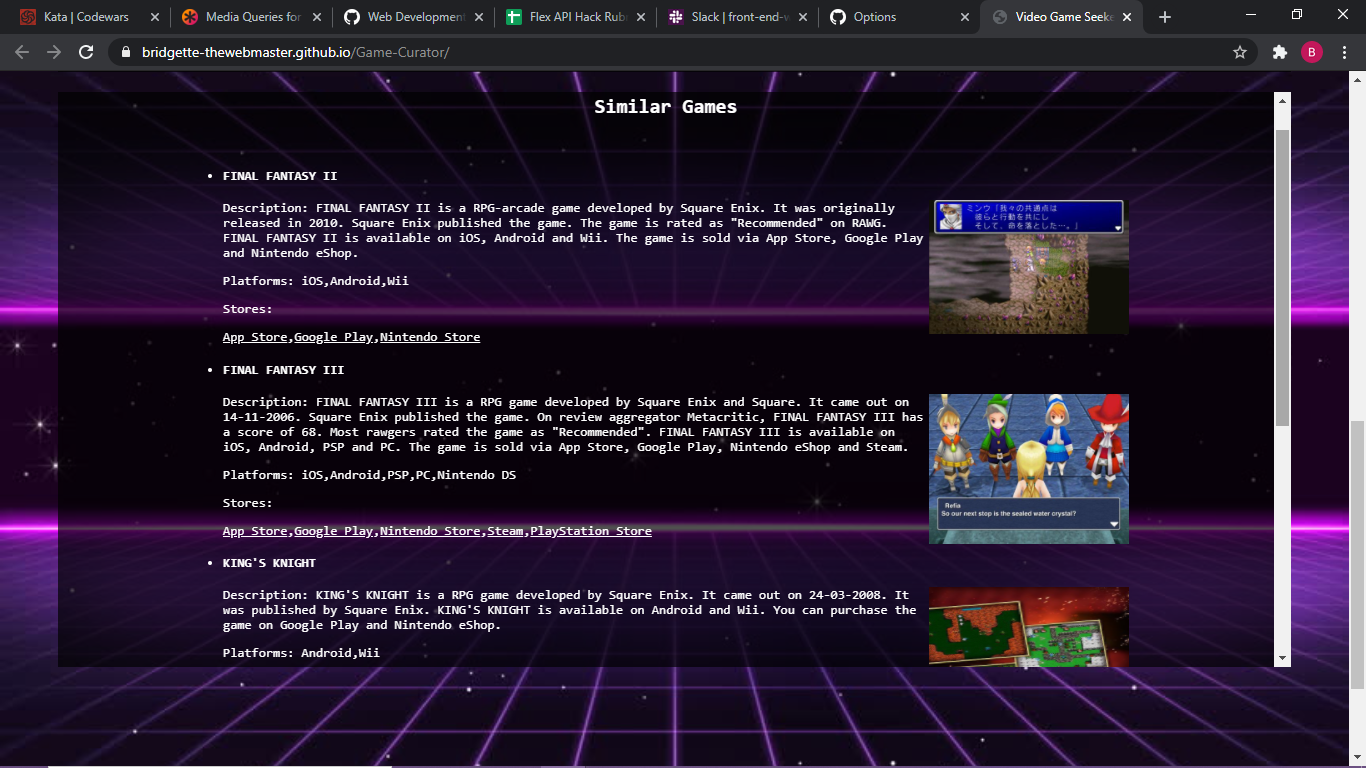 Kata | Codewars
Media Queries for
Web Development
Flex API Hack Rubr
Slack | front-end-w
Options
Video Game Seeke
bridgette-thewebmaster.github.io/Game-Curator/
B
Similar Games
FINAL FANTASY II
Description: FINAL FANTASY II is a RPG-arcade game developed by Square Enix. It was originally
released in 2010. Square Enix published the game. The game is rated as "Recommended" on RAWG.
FINAL FANTASY II is available on iOS, Android and Wii. The game is sold via App Store, Google Play
and Nintendo eShop.
Platforms: iOS,Android,Wii
Stores:
App Store,Google Play,Nintendo Store
ミンウ「我々の共通点は
彼らと行動を共にし
そして、命を落とした…。」
FINAL FANTASY III
Description: FINAL FANTASY III is a RPG game developed by Square Enix and Square. It came out on
14-11-2006. Square Enix published the game. On review aggregator Metacritic, FINAL FANTASY III has
a score of 68. Most rawgers rated the game as "Recommended". FINAL FANTASY III is available on
iOS, Android, PSP and PC. The game is sold via App Store, Google Play, Nintendo eShop and Steam.
Platforms: iOS,Android,PSP,PC,Nintendo DS
Stores:
App Store,Google Play,Nintendo Store,Steam,PlayStation Store
Refia
So our next stop is the sealed water crystal?
KING'S KNIGHT
Description: KING'S KNIGHT is a RPG game developed by Square Enix. It came out on 24-03-2008. It
was published by Square Enix. KING'S KNIGHT is available on Android and Wii. You can purchase the
game on Google Play and Nintendo eShop.
Platforms: Android,Wii